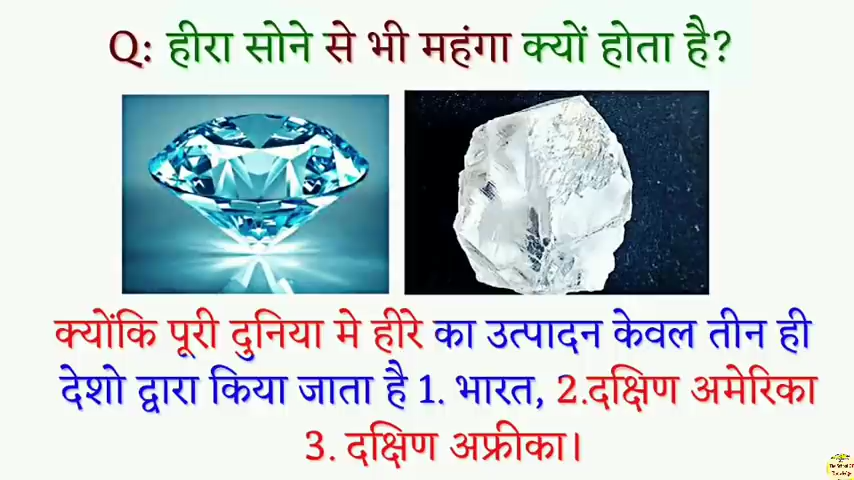 Q: हीरा सोने से भी महंगा क्यों होता है?
क्योंकि पूरी दुनिया मे हीरे का उत्पादन केवल तीन ही
देशो द्वारा किया जाता है 1. भारत, 2.दक्षिण अमेरिका
3. दक्षिण अफ्रीका।